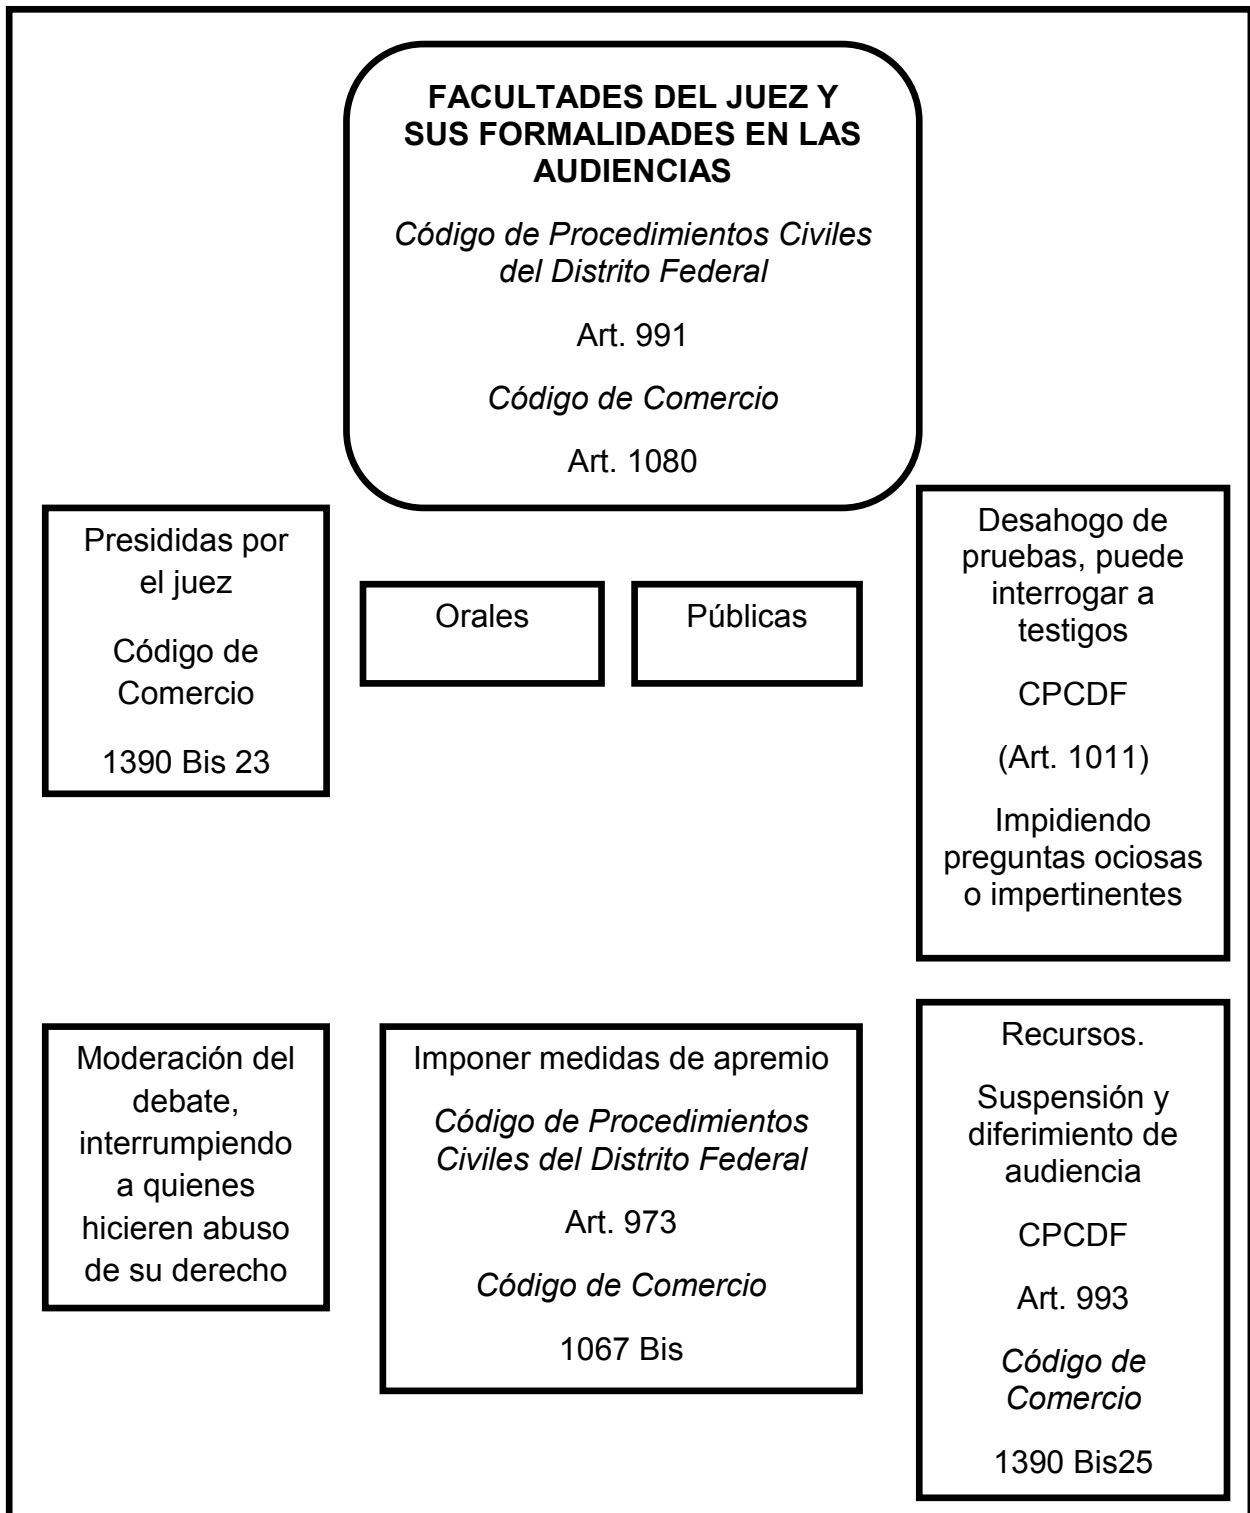 FACULTADES DEL JUEZ Y
SUS FORMALIDADES EN LAS
AUDIENCIAS
Código de Procedimientos Civiles
del Distrito Federal
Art. 991
Código de Comercio
Art. 1080
Presididas por
el juez
Código de
Comercio
1390 Bis 23
Orales
Públicas
Desahogo de
pruebas, puede
interrogar a
testigos
CPCDF
(Art. 1011)
Impidiendo
preguntas ociosas
o impertinentes
Moderación del
debate,
interrumpiendo
a quienes
hicieren abuso
de su derecho
Imponer medidas de apremio
Código de Procedimientos
Civiles del Distrito Federal
Art. 973
Código de Comercio
1067 Bis
Recursos.
Suspensión y
diferimiento de
audiencia
CPCDF
Art. 993
Código de
Comercio
1390 Bis25